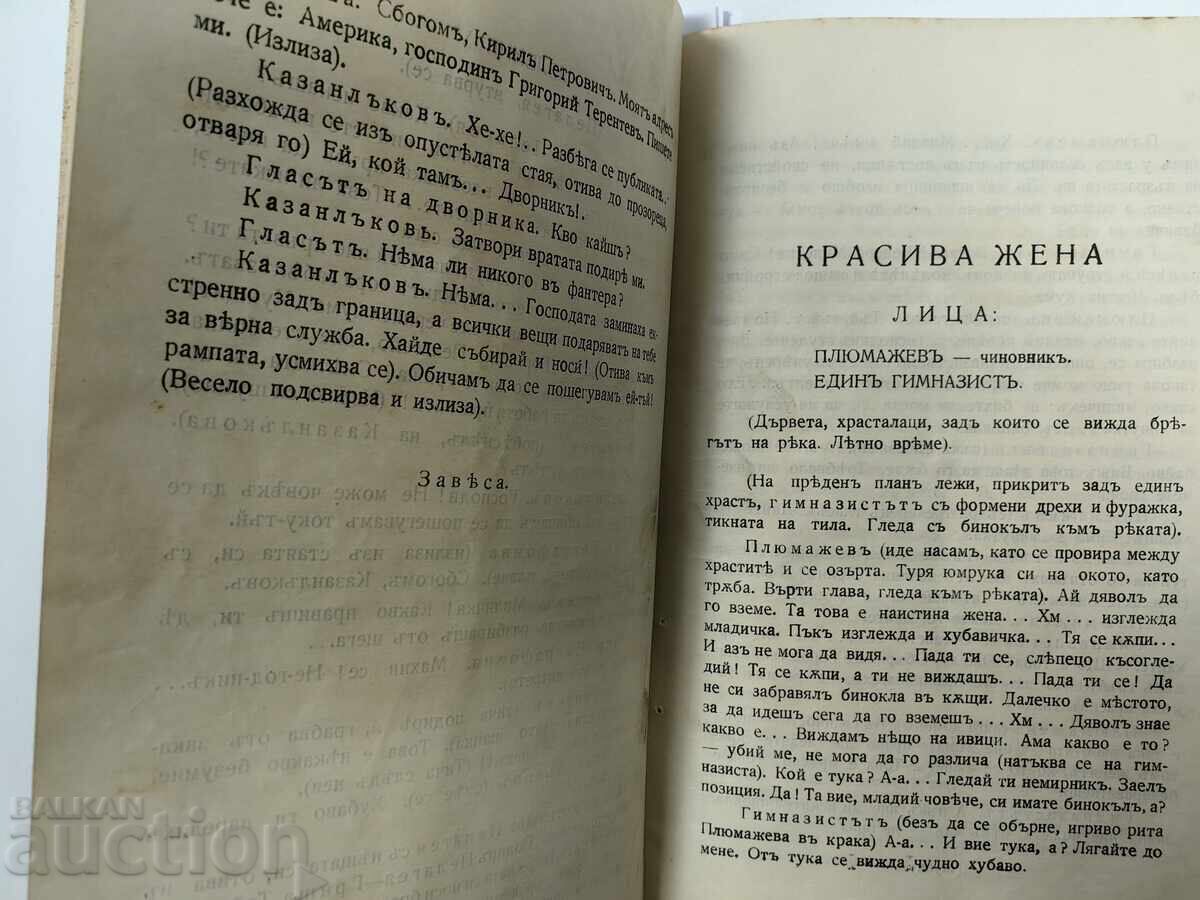 Сбогомъ, Кирилъ Петровичъ. Моятъ адресъ
е: Америка, господинъ Григорий Терентевъ. Пишете
ми. (Излиза).
Казанлъковъ. Хе-хе!.. Разбѣга се публиката..
(Разхожда се изъ опустѣлата стая, отива до прозореца,
отваря го) Ей, кой тамъ... Дворникъ!.
Гласътъ на дворника. Кво кайшъ?
Казанлъковь. Затвори вратата подирѣ ми.
Гласътъ. Нѣма ли никого въ фантера?
Казанлъковъ. Нѣма... Господата заминаха ек-
стренно задъ граница, а всички вещи подаряватъ на тебе
за вѣрна служба. Хайде събирай и носи! (Отива къмъ
рампата, усмихва се). Обичамъ да се пошегувамъ ей-тъй!
(Весело подсвирва и излиза).
Завѣса.
КРАСИВА ЖЕНА
ЛИЦА:
ПЛЮМАЖЕВЪ — чиновникъ.
ЕДИНЪ ГИМНАЗИСТЪ.
(Дървета, храсталаци, задъ които се вижда брѣ-
гътъ на рѣка. Лѣтно врѣме).
(На прѣденъ планъ лежи, прикритъ задъ единъ
храстъ, гимназистътъ съ формени дрехи и фуражка,
тикната на тила. Гледа съ бинокълъ къмъ рѣката).
Плюмажевъ (иде насамъ, като се провира между
храститѣ и се озърта. Туря юмрука си на окото, като
трѫба. Върти глава, гледа къмъ рѣката). Ай дяволъ да
го вземе. Та това е наистина жена... Хм... изглежда
младичка. Пъкъ изглежда и хубавичка... Тя се кѫпи...
И азъ не мога да видя... Пада ти се, слѣпецо късогле-
дий! Тя се кѫпи, а ти не виждашъ... Пада ти се! Да
не си забравялъ бинокла въ кѫщи. Далечко е мѣстото,
за да идешъ сега да го вземешъ... Хм... Дяволъ знае
какво е... Виждамъ нѣщо на ивици. Ама какво е то?
— убий ме, не мога да го различа (натъква се на гим-
назиста). Кой е тука? А-а... Гледай ти немирникъ. Заелъ
позиция. Да! Та вие, младий човѣче, си имате бинокълъ, а?
Гимназистътъ (безъ да се обърне, игриво рита
Плюмажева въ крака) А-а... И вие тука, а? Лягайте до
мене. Отъ тука се вижда чудно хубаво.
BALKAN
auction